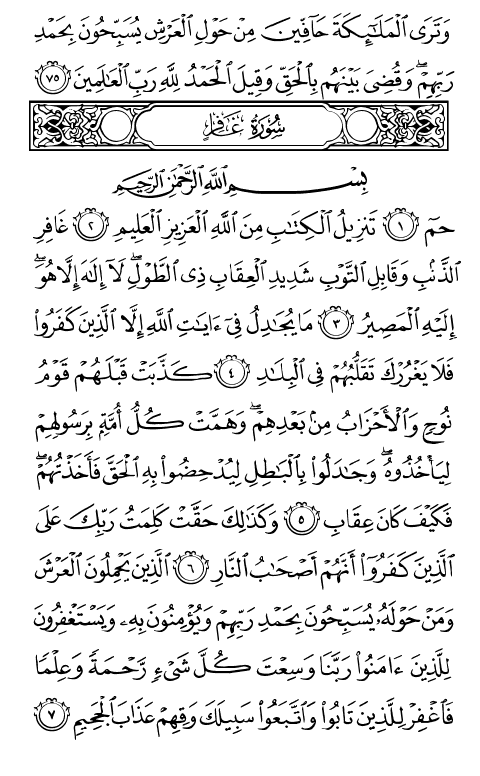 وَتَرَى ٱلْمَلَـٰٓئِكَةَ حَآفِّينَ مِنْ حَوْلِ ٱلْعَرْشِ يُسَبِّحُونَ بِحَمْدِ
رَبِّهِمْ ۖ وَقُضِىَ بَيْنَهُم بِٱلْحَقِّ وَقِيلَ ٱلْحَمْدُ لِلَّهِ رَبِّ ٱلْعَـٰلَمِينَ ٧٥
سُورَةُ غَافِرٍ
بِسْمِ ٱللَّهِ ٱلرَّحْمَـٰنِ ٱلرَّحِيمِ
حمٓ ١ تَنزِيلُ ٱلْكِتَـٰبِ مِنَ ٱللَّهِ ٱلْعَزِيزِ ٱلْعَلِيمِ ٢ غَافِرِ
ٱلذَّنۢبِ وَقَابِلِ ٱلتَّوْبِ شَدِيدِ ٱلْعِقَابِ ذِى ٱلطَّوْلِ ۖ لَآ إِلَـٰهَ إِلَّا هُوَ ۖ
إِلَيْهِ ٱلْمَصِيرُ ٣ مَا يُجَـٰدِلُ فِىٓ ءَايَـٰتِ ٱللَّهِ إِلَّا ٱلَّذِينَ كَفَرُوا۟
فَلَا يَغْرُرْكَ تَقَلُّبُهُمْ فِى ٱلْبِلَـٰدِ ٤ كَذَّبَتْ قَبْلَهُمْ قَوْمُ
نُوحٍ وَٱلْأَحْزَابُ مِنۢ بَعْدِهِمْ ۖ وَهَمَّتْ كُلُّ أُمَّةٍۭ بِرَسُولِهِمْ
لِيَأْخُذُوهُ ۖ وَجَـٰدَلُوا۟ بِٱلْبَـٰطِلِ لِيُدْحِضُوا۟ بِهِ ٱلْحَقَّ فَأَخَذْتُهُمْ ۖ
فَكَيْفَ كَانَ عِقَابِ ٥ وَكَذَٰلِكَ حَقَّتْ كَلِمَتُ رَبِّكَ عَلَى
ٱلَّذِينَ كَفَرُوٓا۟ أَنَّهُمْ أَصْحَـٰبُ ٱلنَّارِ ٦ ٱلَّذِينَ يَحْمِلُونَ ٱلْعَرْشَ
وَمَنْ حَوْلَهُۥ يُسَبِّحُونَ بِحَمْدِ رَبِّهِمْ وَيُؤْمِنُونَ بِهِۦ وَيَسْتَغْفِرُونَ
لِلَّذِينَ ءَامَنُوا۟ رَبَّنَا وَسِعْتَ كُلَّ شَىْءٍ رَّحْمَةً وَعِلْمًا
فَٱغْفِرْ لِلَّذِينَ تَابُوا۟ وَٱتَّبَعُوا۟ سَبِيلَكَ وَقِهِمْ عَذَابَ ٱلْجَحِيمِ ٧